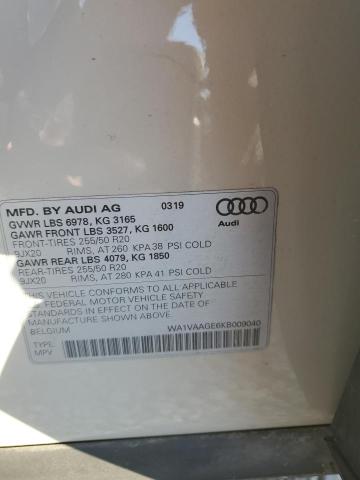 MFD. BY AUDI AG 0319
GVWR LBS 6978, KG 3165
GAWR FRONT LBS 3527, KG 1600
FRONT-TIRES 255/50 R20
9JX20 RIMS, AT 260 KPA 38 PSI COLD
GAWR REAR LBS 4079, KG 1850
REAR-TIRES 255/50 R20
9JX20 RIMS, AT 280 KPA 41 PSI COLD
THIS VEHICLE CONFORMS TO ALL APPLICABLE
FEDERAL MOTOR VEHICLE SAFETY
STANDARDS IN EFFECT ON THE DATE OF
MANUFACTURE SHOWN ABOVE.
BELGIUM WA1VAAGE6KB009040
TYPE:
MPV
Audi